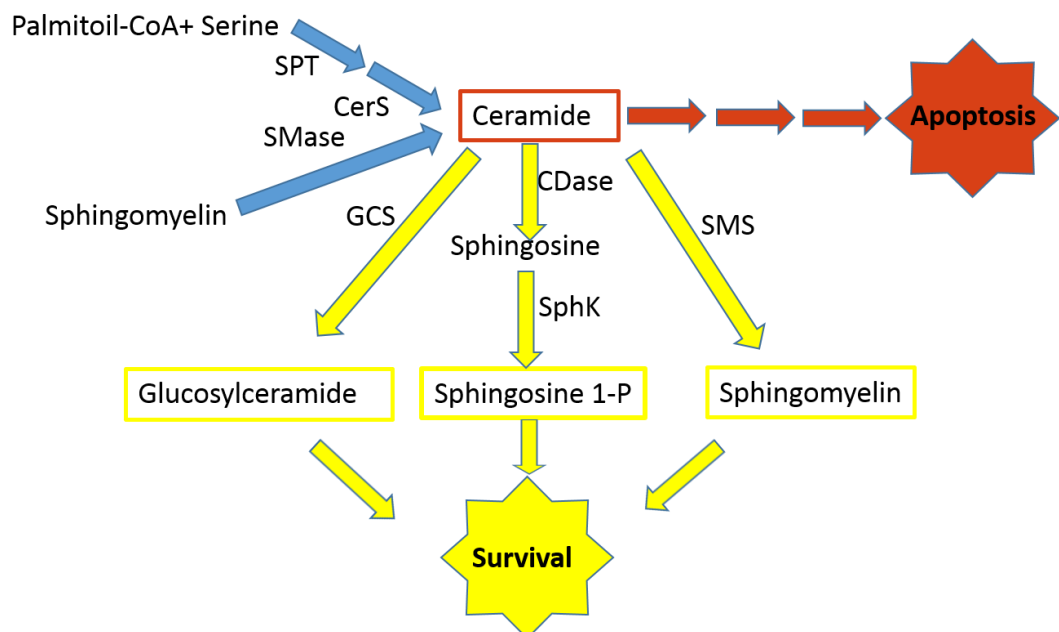 Palmitoil-CoA+ Serine
SPT
CerS
SMase
Sphingomyelin
Ceramide
Apoptosis
GCS
CDase
SMS
Sphingosine
SphK
Glucosylceramide
Sphingosine 1-P
Sphingomyelin
Survival